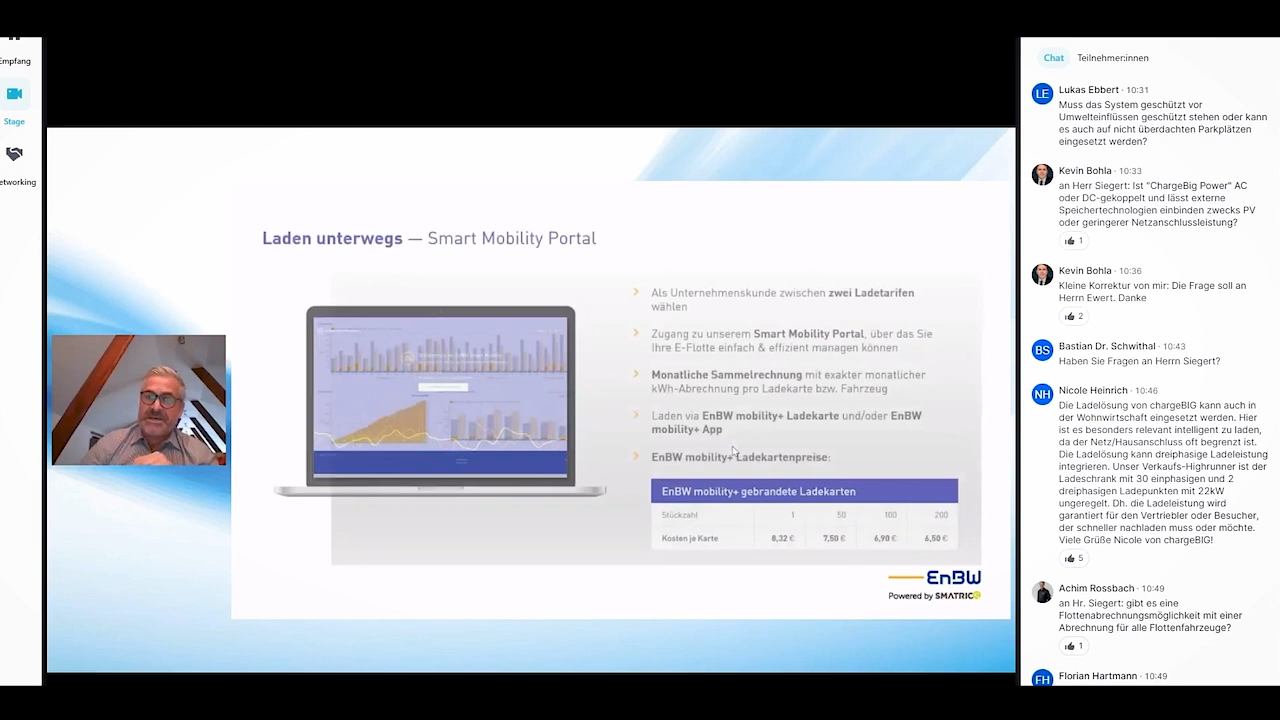 Empfang
Stage
etworking
Laden unterwegs — Smart Mobility Portal
Als Unternehmenskunde zwischen zwei Ladetarifen
wählen
Zugang zu unserem Smart Mobility Portal, über das Sie
Ihre E-Flotte einfach & effizient managen können
Monatliche Sammelrechnung mit exakter monatlicher
kWh-Abrechnung pro Ladekarte bzw. Fahrzeug
Laden via EnBW mobility+ Ladekarte und/oder EnBW
mobility+ App
EnBW mobility+ Ladekartenpreise:
EnBW mobility+ gebrandete Ladekarten
Stückzahl 1 50 100 200
Kosten je Karte 8,32 € 7,50 € 6,90 € 6,50 €
EnBW
Powered by SMATRICS
Chat Teilnehmer:innen
LE Lukas Ebbert · 10:31
Muss das System geschützt vor
Umwelteinflüssen geschützt stehen oder kann
es auch auf nicht überdachten Parkplätzen
eingesetzt werden?
Kevin Bohla · 10:33
an Herr Siegert: Ist "ChargeBig Power" AC
oder DC-gekoppelt und lässt externe
Speichertechnologien einbinden zwecks PV
oder geringerer Netzanschlussleistung?
1
Kevin Bohla · 10:36
Kleine Korrektur von mir: Die Frage soll an
Herrn Ewert. Danke
2
BS Bastian Dr. Schwithal · 10:43
Haben Sie Fragen an Herrn Siegert?
NH Nicole Heinrich · 10:46
Die Ladelösung von chargeBIG kann auch in
der Wohnwirtschaft eingesetzt werden. Hier
ist es besonders relevant intelligent zu laden,
da der Netz/Hausanschluss oft begrenzt ist.
Die Ladelösung kann dreiphasige Ladeleistung
integrieren. Unser Verkaufs-Highrunner ist der
Ladeschrank mit 30 einphasigen und 2
dreiphasigen Ladepunkten mit 22kW
ungeregelt. Dh. die Ladeleistung wird
garantiert für den Vertriebler oder Besucher,
der schneller nachladen muss oder möchte.
Viele Grüße Nicole von chargeBIG!
5
Achim Rossbach · 10:49
an Hr. Siegert: gibt es eine
Flottenabrechnungsmöglichkeit mit einer
Abrechnung für alle Flottenfahrzeuge?
1
FH Florian Hartmann · 10:49